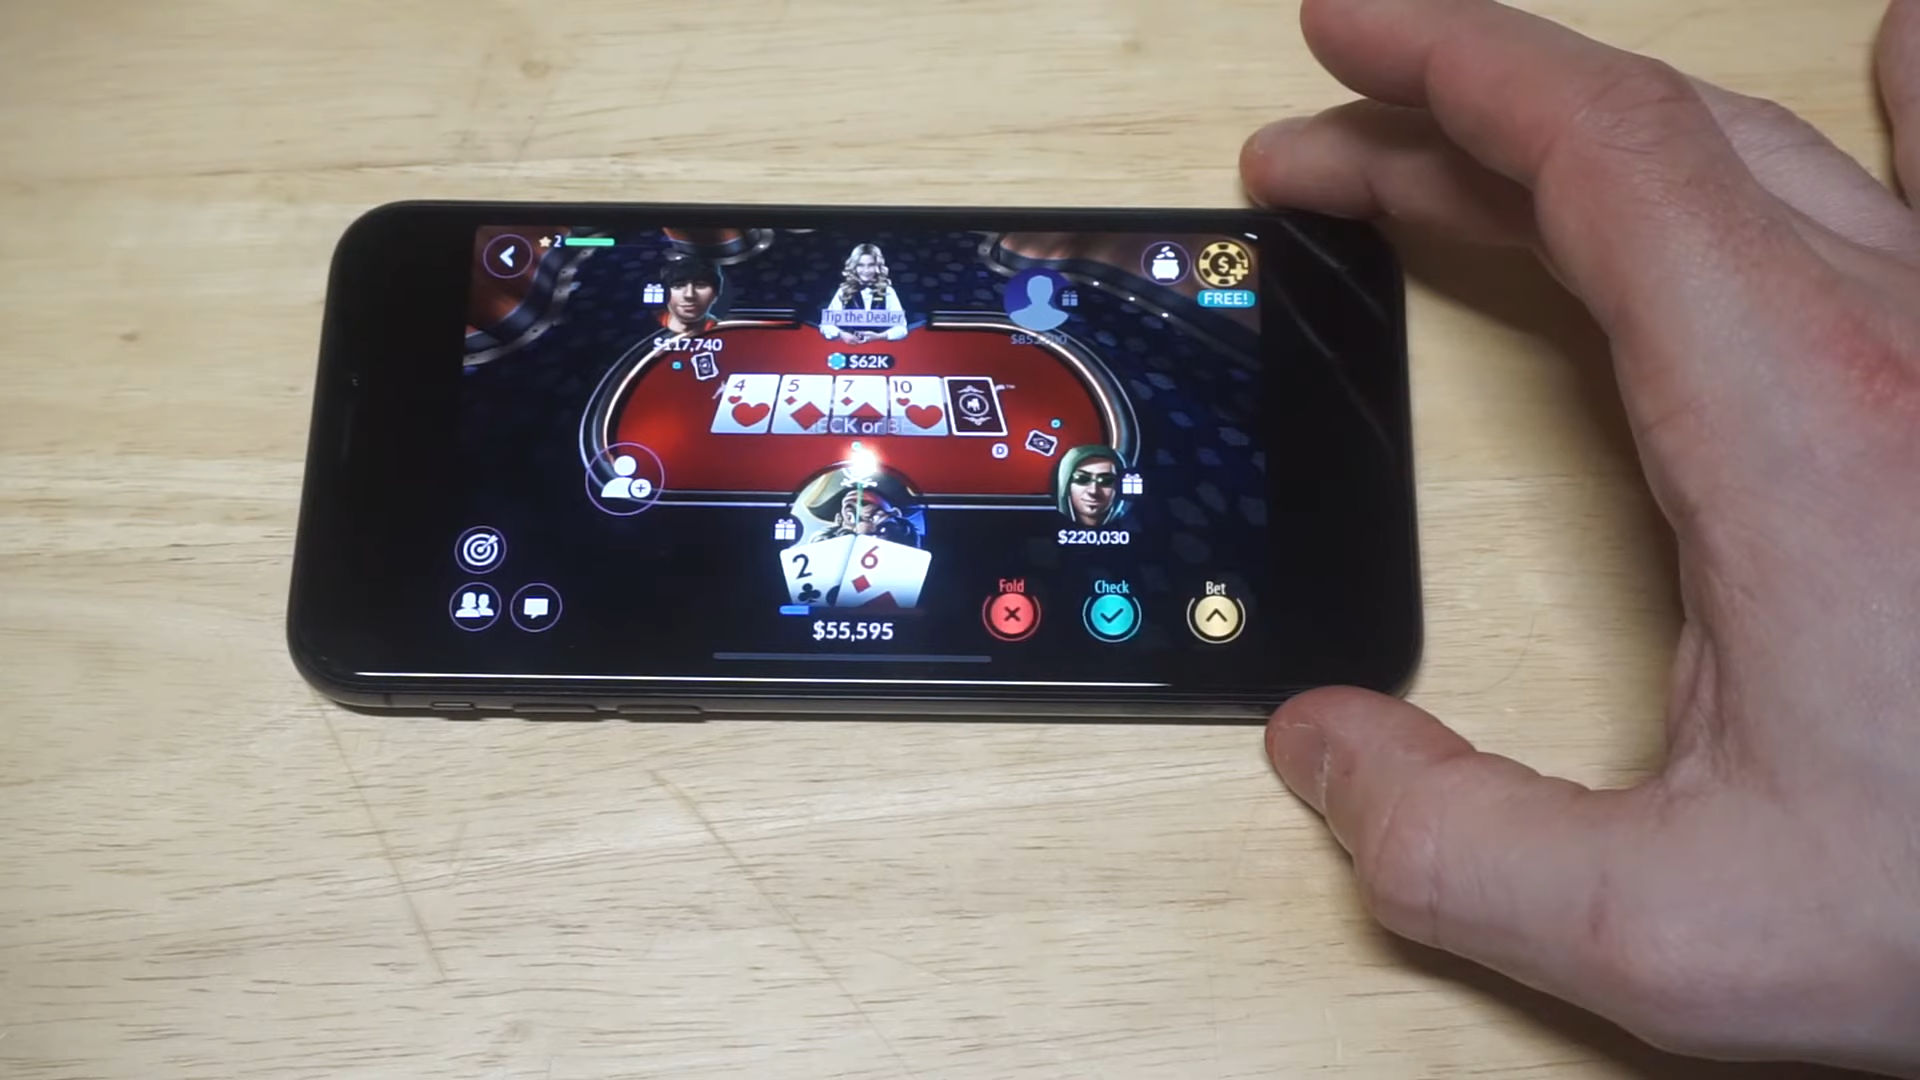 2
FREE!
Tip the Dealer
$117,740
$62K
4 5 7 10
D
2 6
$220,030
Fold Check Bet
$55,595